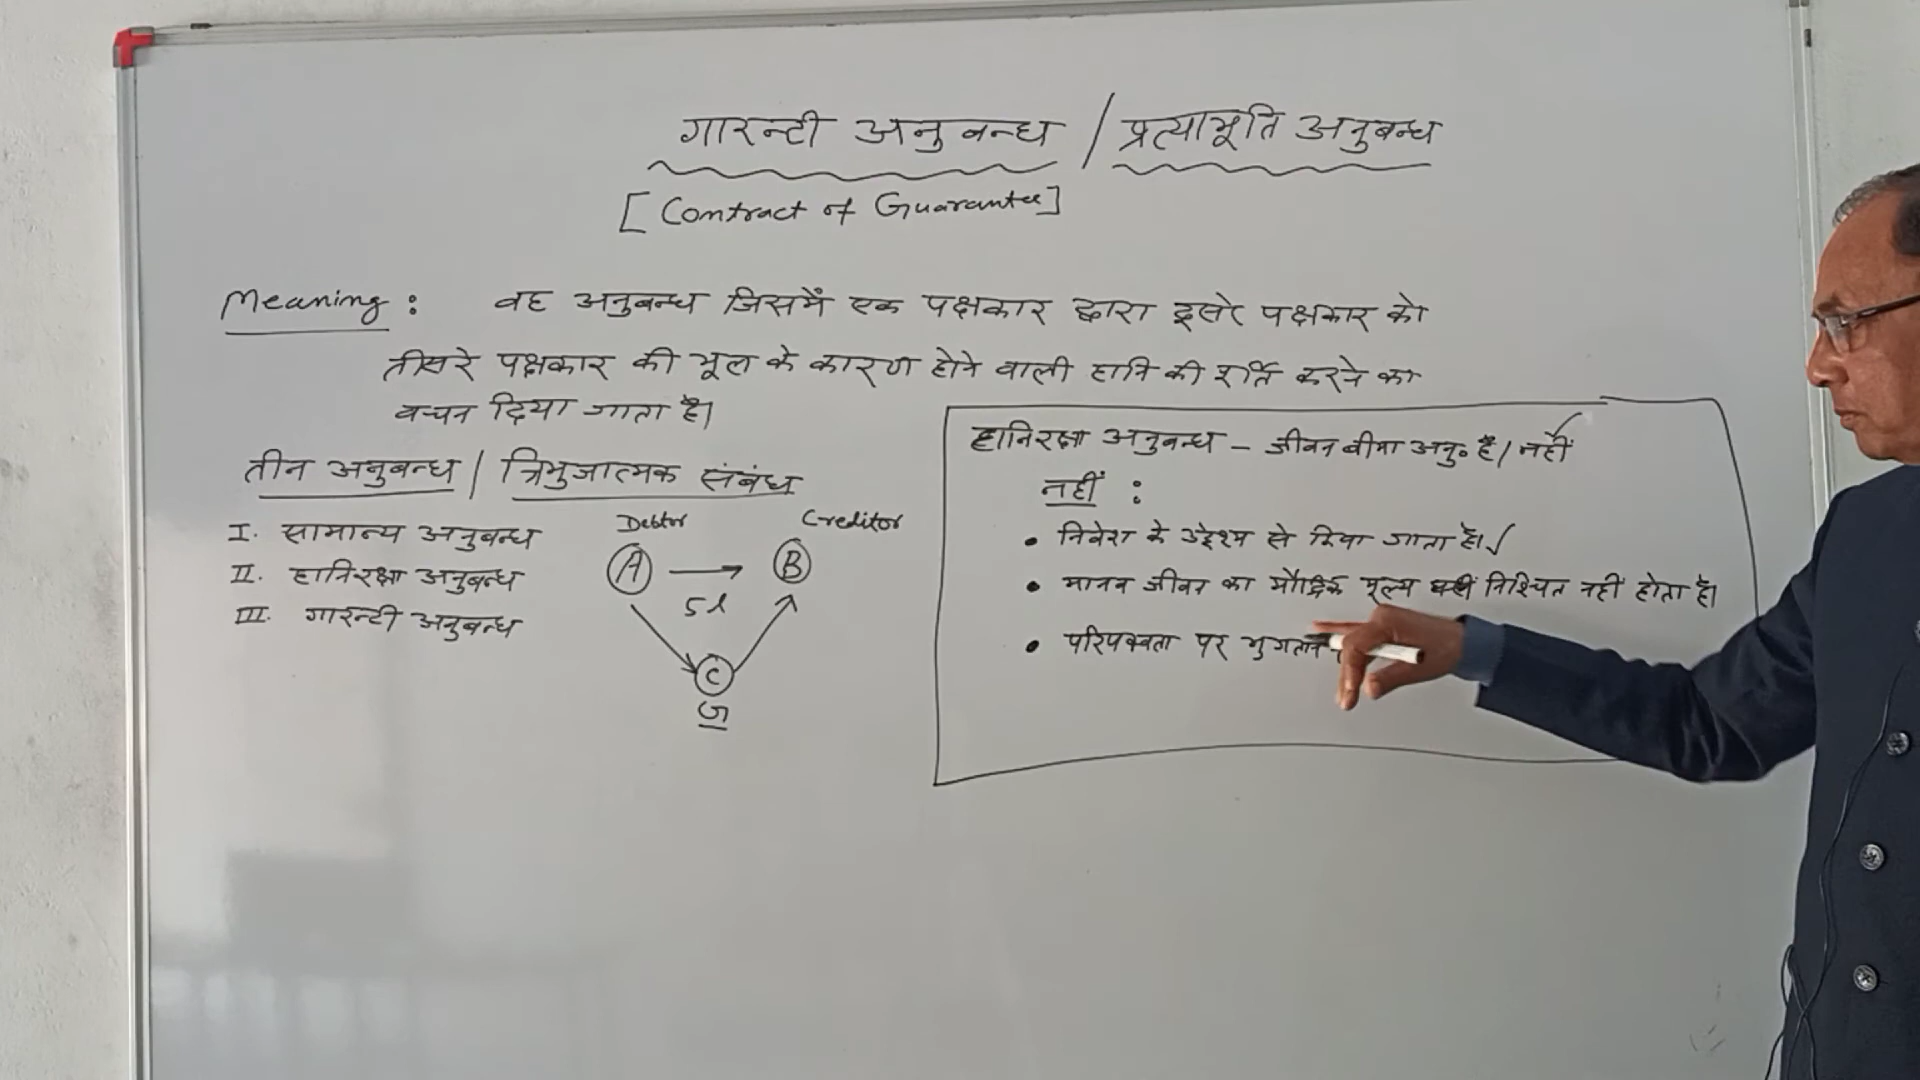 गारन्टी अनुबन्ध / प्रत्याभूति अनुबन्ध
[Contract of Guarantee]
Meaning : वह अनुबन्ध जिसमें एक पक्षकार द्वारा दूसरे पक्षकार को
तीसरे पक्षकार की भूल के कारण होने वाली हानि की पूर्ति करने का
वचन दिया जाता है।
तीन अनुबन्ध / त्रिभुजात्मक संबंध
I. सामान्य अनुबन्ध
II. हानिरक्षा अनुबन्ध
III. गारन्टी अनुबन्ध
Debtor Creditor
A B
5 l
C
G
हानिरक्षा अनुबन्ध – जीवन बीमा अनु० है / नहीं
नहीं :
• निवेश के उद्देश्य से किया जाता है।
• मानव जीवन का मौद्रिक मूल्य निश्चित नहीं होता है।
• परिपक्वता पर भुगतान